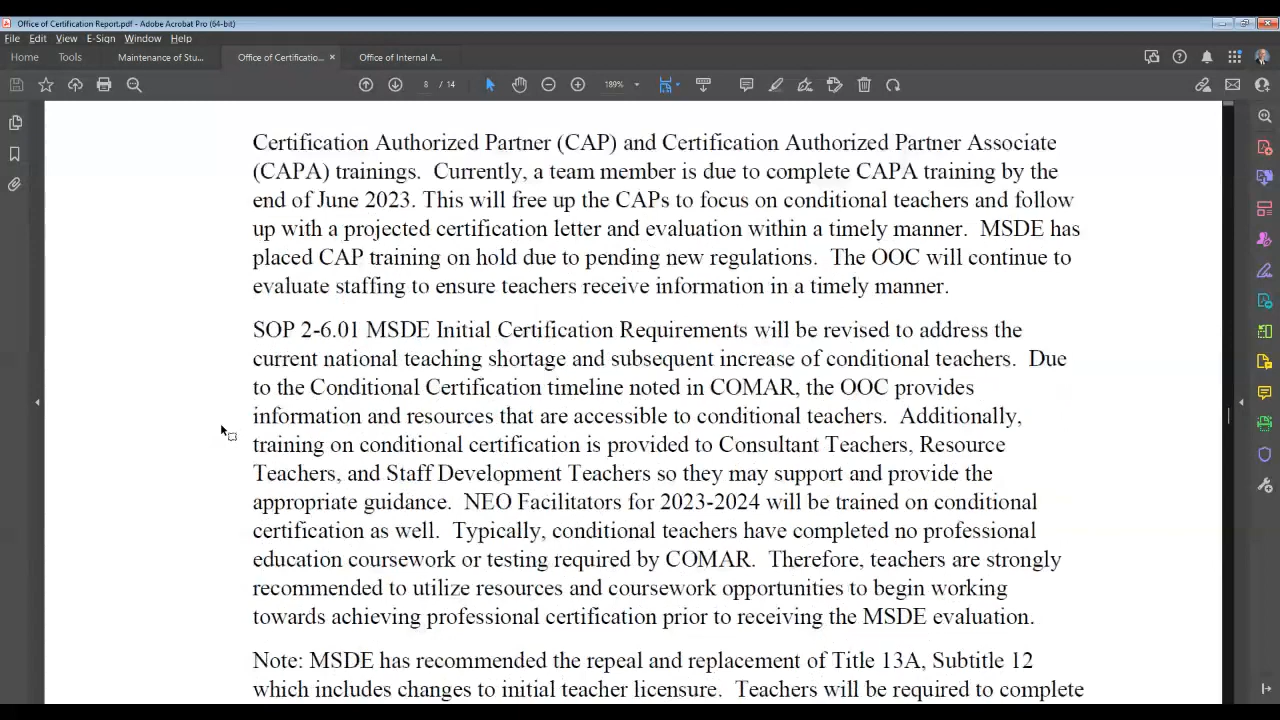 Office of Certification Report.pdf - Adobe Acrobat Pro (64-bit)
File Edit View E-Sign Window Help
Home Tools Maintenance of Stu... Office of Certificatio... × Office of Internal A...
8 / 14 189%
Certification Authorized Partner (CAP) and Certification Authorized Partner Associate
(CAPA) trainings. Currently, a team member is due to complete CAPA training by the
end of June 2023. This will free up the CAPs to focus on conditional teachers and follow
up with a projected certification letter and evaluation within a timely manner. MSDE has
placed CAP training on hold due to pending new regulations. The OOC will continue to
evaluate staffing to ensure teachers receive information in a timely manner.
SOP 2-6.01 MSDE Initial Certification Requirements will be revised to address the
current national teaching shortage and subsequent increase of conditional teachers. Due
to the Conditional Certification timeline noted in COMAR, the OOC provides
information and resources that are accessible to conditional teachers. Additionally,
training on conditional certification is provided to Consultant Teachers, Resource
Teachers, and Staff Development Teachers so they may support and provide the
appropriate guidance. NEO Facilitators for 2023-2024 will be trained on conditional
certification as well. Typically, conditional teachers have completed no professional
education coursework or testing required by COMAR. Therefore, teachers are strongly
recommended to utilize resources and coursework opportunities to begin working
towards achieving professional certification prior to receiving the MSDE evaluation.
Note: MSDE has recommended the repeal and replacement of Title 13A, Subtitle 12
which includes changes to initial teacher licensure. Teachers will be required to complete